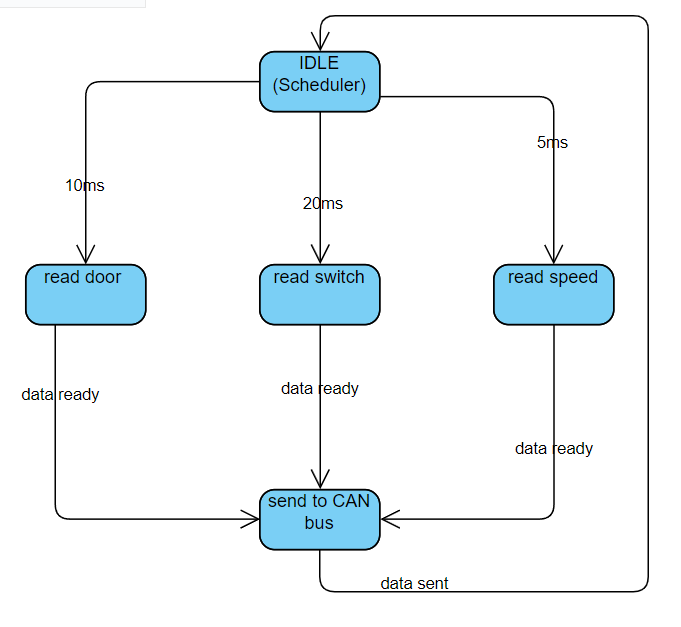 IDLE
(Scheduler)
5ms
10ms
20ms
read door
read switch
read speed
data ready
data ready
data ready
send to CAN
bus
data sent